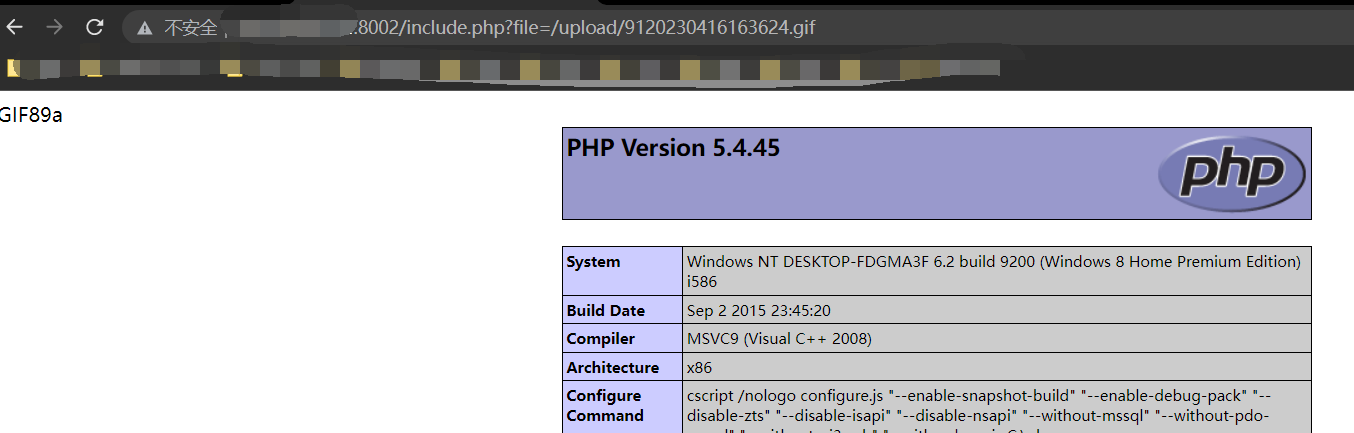 不安全
:8002/include.php?file=/upload/9120230416163624.gif
GIF89a
PHP Version 5.4.45
php
System
Windows NT DESKTOP-FDGMA3F 6.2 build 9200 (Windows 8 Home Premium Edition)
i586
Build Date
Sep 2 2015 23:45:20
Compiler
MSVC9 (Visual C++ 2008)
Architecture
x86
Configure
Command
cscript /nologo configure.js "--enable-snapshot-build" "--enable-debug-pack" "--
disable-zts" "--disable-isapi" "--disable-nsapi" "--without-mssql" "--without-pdo-